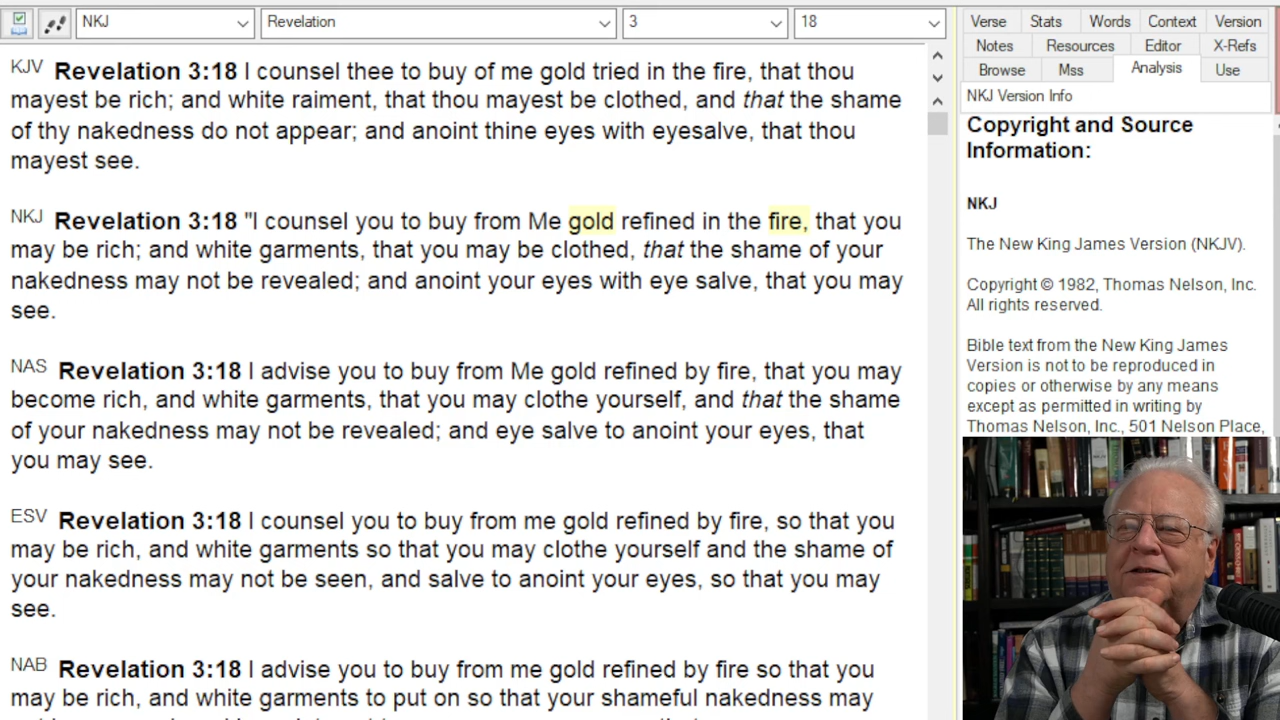 NKJ
Revelation
3
18
KJV Revelation 3:18 I counsel thee to buy of me gold tried in the fire, that thou
mayest be rich; and white raiment, that thou mayest be clothed, and that the shame
of thy nakedness do not appear; and anoint thine eyes with eyesalve, that thou
mayest see.
NKJ Revelation 3:18 "I counsel you to buy from Me gold refined in the fire, that you
may be rich; and white garments, that you may be clothed, that the shame of your
nakedness may not be revealed; and anoint your eyes with eye salve, that you may
see.
NAS Revelation 3:18 I advise you to buy from Me gold refined by fire, that you may
become rich, and white garments, that you may clothe yourself, and that the shame
of your nakedness may not be revealed; and eye salve to anoint your eyes, that
you may see.
ESV Revelation 3:18 I counsel you to buy from me gold refined by fire, so that you
may be rich, and white garments so that you may clothe yourself and the shame of
your nakedness may not be seen, and salve to anoint your eyes, so that you may
see.
NAB Revelation 3:18 I advise you to buy from me gold refined by fire so that you
may be rich, and white garments to put on so that your shameful nakedness may
Verse Stats Words Context Version
Notes Resources Editor X-Refs
Browse Mss Analysis Use
NKJ Version Info
Copyright and Source
Information:
NKJ
The New King James Version (NKJV).
Copyright © 1982, Thomas Nelson, Inc.
All rights reserved.
Bible text from the New King James
Version is not to be reproduced in
copies or otherwise by any means
except as permitted in writing by
Thomas Nelson, Inc., 501 Nelson Place,